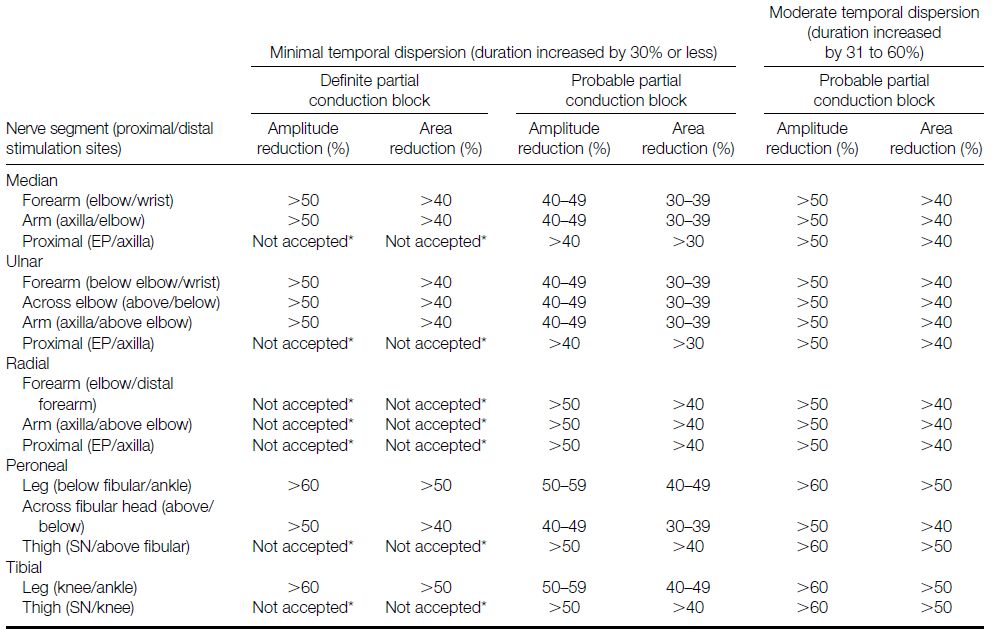 Moderate temporal dispersion
(duration increased
Minimal temporal dispersion (duration increased by 30% or less) by 31 to 60%)
Definite partial Probable partial Probable partial
conduction block conduction block conduction block
Nerve segment (proximal/distal Amplitude Area Amplitude Area Amplitude Area
stimulation sites) reduction (%) reduction (%) reduction (%) reduction (%) reduction (%) reduction (%)
Median
Forearm (elbow/wrist) >50 >40 40–49 30–39 >50 >40
Arm (axilla/elbow) >50 >40 40–49 30–39 >50 >40
Proximal (EP/axilla) Not accepted* Not accepted* >40 >30 >50 >40
Ulnar
Forearm (below elbow/wrist) >50 >40 40–49 30–39 >50 >40
Across elbow (above/below) >50 >40 40–49 30–39 >50 >40
Arm (axilla/above elbow) >50 >40 40–49 30–39 >50 >40
Proximal (EP/axilla) Not accepted* Not accepted* >40 >30 >50 >40
Radial
Forearm (elbow/distal
forearm) Not accepted* Not accepted* >50 >40 >50 >40
Arm (axilla/above elbow) Not accepted* Not accepted* >50 >40 >50 >40
Proximal (EP/axilla) Not accepted* Not accepted* >50 >40 >50 >40
Peroneal
Leg (below fibular/ankle) >60 >50 50–59 40–49 >60 >50
Across fibular head (above/
below) >50 >40 40–49 30–39 >50 >40
Thigh (SN/above fibular) Not accepted* Not accepted* >50 >40 >60 >50
Tibial
Leg (knee/ankle) >60 >50 50–59 40–49 >60 >50
Thigh (SN/knee) Not accepted* Not accepted* >50 >40 >60 >50